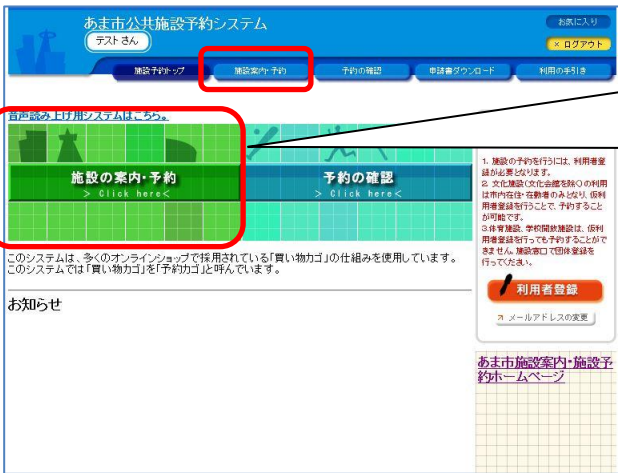 あま市公共施設予約システム
お気に入り
テストさん
× ログアウト
施設予約トップ
施設案内・予約
予約の確認
申請書ダウンロード
利用の手引き
音声読み上げ用システムはこちら。
施設の案内・予約
> Click here<
予約の確認
> Click here<
このシステムは、多くのオンラインショップで採用されている「買い物カゴ」の仕組みを使用しています。
このシステムでは「買い物カゴ」を「予約カゴ」と呼んでいます。
お知らせ
1. 施設の予約を行うには、利用者登
録が必要となります。
2. 文化施設(文化会館を除く)の利用
は市内在住・在勤者のみとなり、仮利
用者登録を行うことで、予約すること
が可能です。
3.体育施設、学校開放施設は、仮利
用者登録を行っても予約することがで
きません。施設窓口で団体登録を
行ってください。
利用者登録
メールアドレスの変更
あま市施設案内・施設予
約ホームページ